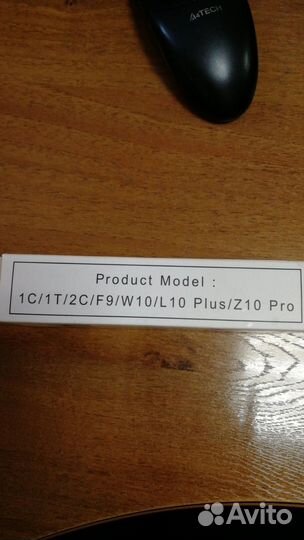 A4TECH
Product Model :
1C/1T/2C/F9/W10/L10 Plus/Z10 Pro
Avito